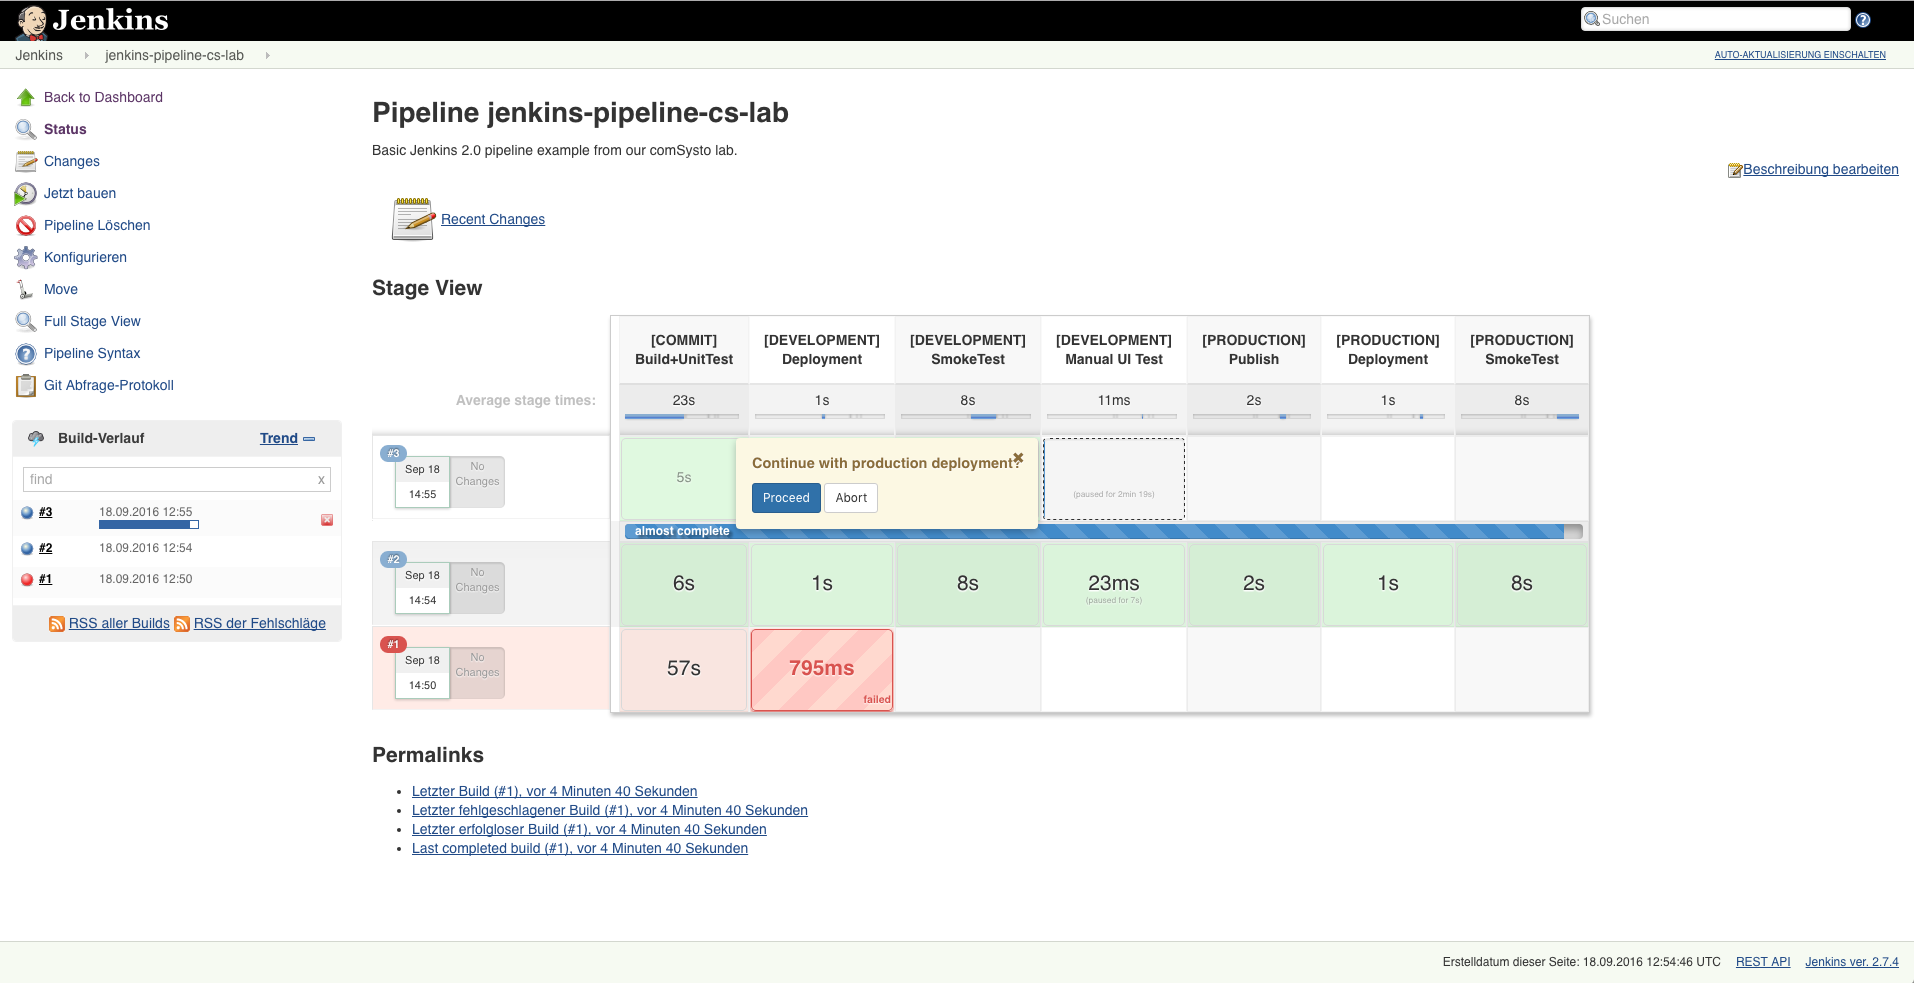 Jenkins
Suchen
Jenkins jenkins-pipeline-cs-lab
AUTO-AKTUALISIERUNG EINSCHALTEN
Back to Dashboard
Status
Changes
Jetzt bauen
Pipeline Löschen
Konfigurieren
Move
Full Stage View
Pipeline Syntax
Git Abfrage-Protokoll
Build-Verlauf Trend
find x
#3 18.09.2016 12:55
#2 18.09.2016 12:54
#1 18.09.2016 12:50
RSS aller Builds RSS der Fehlschläge
Pipeline jenkins-pipeline-cs-lab
Basic Jenkins 2.0 pipeline example from our comSysto lab.
Beschreibung bearbeiten
Recent Changes
Stage View
[COMMIT] [DEVELOPMENT] [DEVELOPMENT] [DEVELOPMENT] [PRODUCTION] [PRODUCTION] [PRODUCTION]
Build+UnitTest Deployment SmokeTest Manual UI Test Publish Deployment SmokeTest
Average stage times: 23s 1s 8s 11ms 2s 1s 8s
#3
Sep 18 No Changes
14:55
5s
Continue with production deployment?
Proceed Abort
(paused for 2min 19s)
almost complete
#2
Sep 18 No Changes
14:54
6s 1s 8s 23ms 2s 1s 8s
(paused for 7s)
#1
Sep 18 No Changes
14:50
57s 795ms
failed
Permalinks
Letzter Build (#1), vor 4 Minuten 40 Sekunden
Letzter fehlgeschlagener Build (#1), vor 4 Minuten 40 Sekunden
Letzter erfolgloser Build (#1), vor 4 Minuten 40 Sekunden
Last completed build (#1), vor 4 Minuten 40 Sekunden
Erstelldatum dieser Seite: 18.09.2016 12:54:46 UTC REST API Jenkins ver. 2.7.4